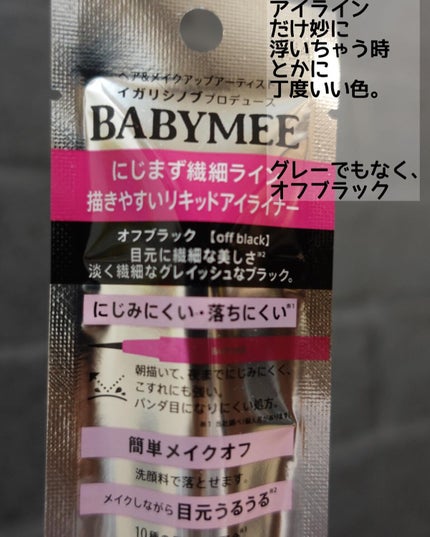 アイライン
だけ妙に
浮いちゃう時
とかに
丁度いい色。
グレーでもなく、
オフブラック
ヘア&メイクアップアーティス
イガリシノブプロデュース
BABYMEE
にじまず繊細ライン
描きやすいリキッドアイライナー
オフブラック 【off black】
目元に繊細な美しさ※2
淡く繊細なグレイッシュなブラック。
にじみにくい・落ちにくい※1
朝描いて、夜までにじみにくく、
こすれにも強い。
パンダ目になりにくい処方。
簡単メイクオフ
洗顔料で落とせます。
メイクしながら目元うるうる※2
10種の